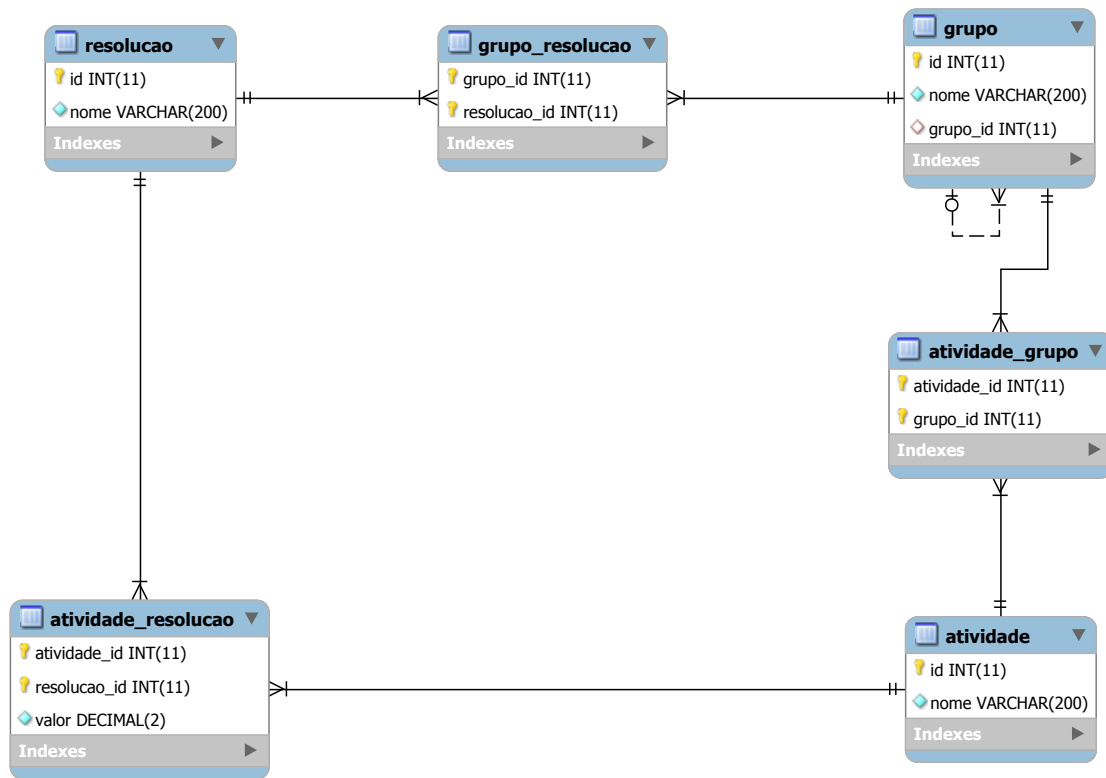 resolucao
id INT(11)
nome VARCHAR(200)
Indexes
grupo_resolucao
grupo_id INT(11)
resolucao_id INT(11)
Indexes
grupo
id INT(11)
nome VARCHAR(200)
grupo_id INT(11)
Indexes
atividade_grupo
atividade_id INT(11)
grupo_id INT(11)
Indexes
atividade_resolucao
atividade_id INT(11)
resolucao_id INT(11)
valor DECIMAL(2)
Indexes
atividade
id INT(11)
nome VARCHAR(200)
Indexes